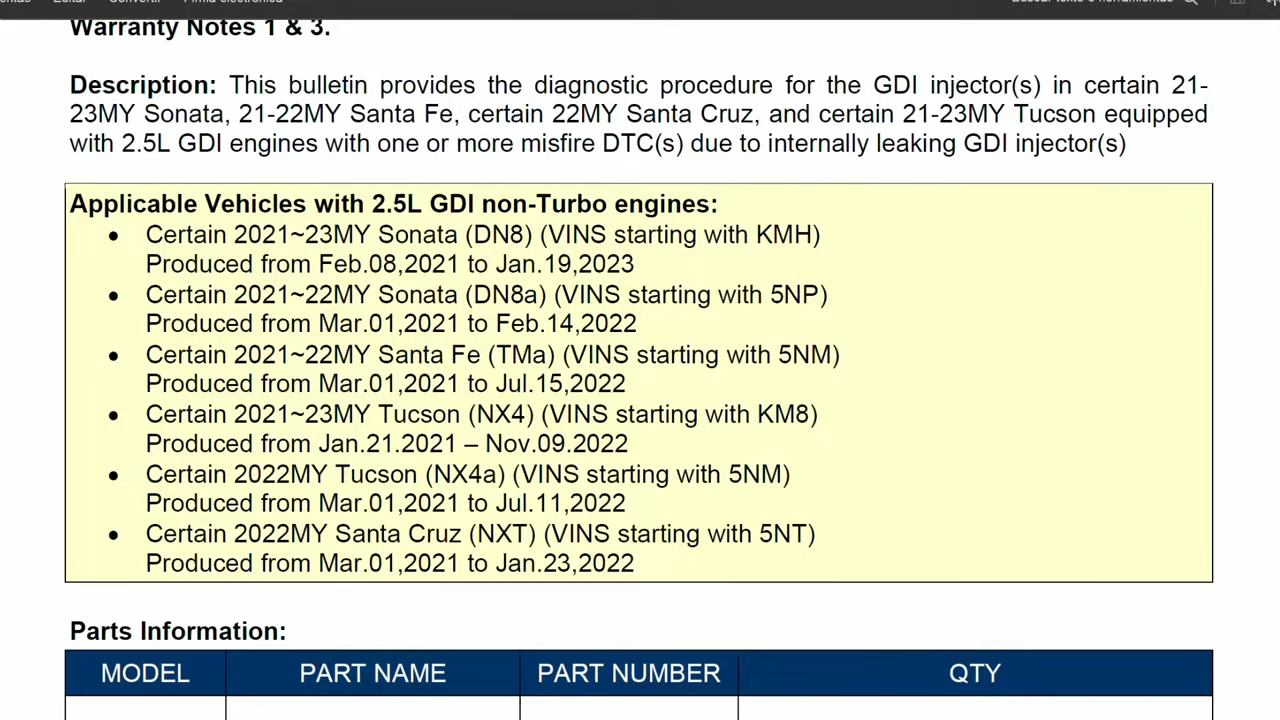 Warranty Notes 1 & 3.
Description: This bulletin provides the diagnostic procedure for the GDI injector(s) in certain 21-
23MY Sonata, 21-22MY Santa Fe, certain 22MY Santa Cruz, and certain 21-23MY Tucson equipped
with 2.5L GDI engines with one or more misfire DTC(s) due to internally leaking GDI injector(s)
Applicable Vehicles with 2.5L GDI non-Turbo engines:
• Certain 2021~23MY Sonata (DN8) (VINS starting with KMH)
Produced from Feb.08,2021 to Jan.19,2023
• Certain 2021~22MY Sonata (DN8a) (VINS starting with 5NP)
Produced from Mar.01,2021 to Feb.14,2022
• Certain 2021~22MY Santa Fe (TMa) (VINS starting with 5NM)
Produced from Mar.01,2021 to Jul.15,2022
• Certain 2021~23MY Tucson (NX4) (VINS starting with KM8)
Produced from Jan.21.2021 – Nov.09.2022
• Certain 2022MY Tucson (NX4a) (VINS starting with 5NM)
Produced from Mar.01,2021 to Jul.11,2022
• Certain 2022MY Santa Cruz (NXT) (VINS starting with 5NT)
Produced from Mar.01,2021 to Jan.23,2022
Parts Information:
MODEL PART NAME PART NUMBER QTY